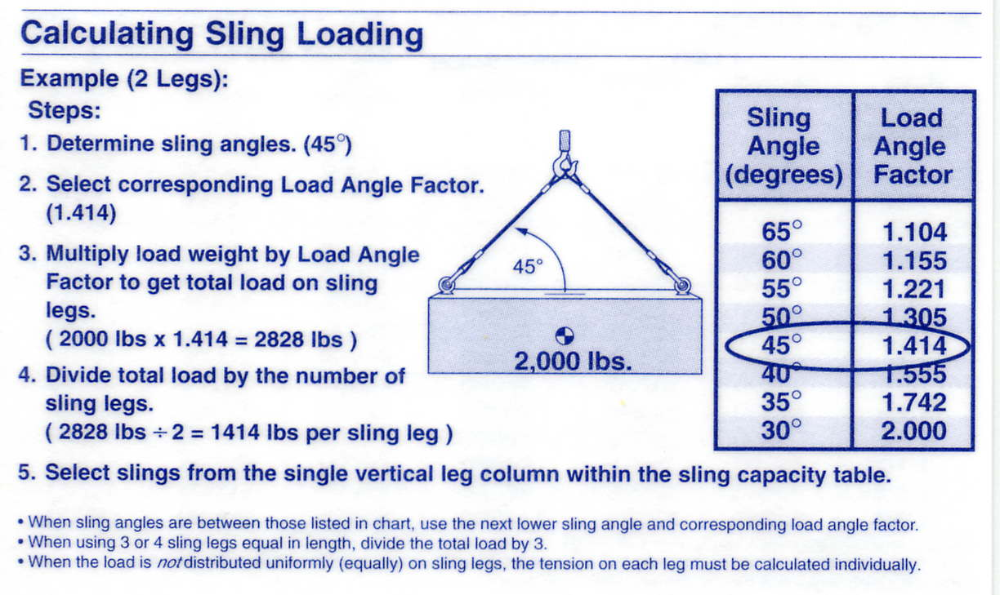 Calculating Sling Loading
Example (2 Legs):
Steps:
1. Determine sling angles. (45°)
2. Select corresponding Load Angle Factor.
(1.414)
3. Multiply load weight by Load Angle
Factor to get total load on sling
legs.
( 2000 lbs x 1.414 = 2828 lbs )
4. Divide total load by the number of
sling legs.
( 2828 lbs ÷ 2 = 1414 lbs per sling leg )
5. Select slings from the single vertical leg column within the sling capacity table.
45°
2,000 lbs.
Sling Angle (degrees) Load Angle Factor
65° 1.104
60° 1.155
55° 1.221
50° 1.305
45° 1.414
40° 1.555
35° 1.742
30° 2.000
• When sling angles are between those listed in chart, use the next lower sling angle and corresponding load angle factor.
• When using 3 or 4 sling legs equal in length, divide the total load by 3.
• When the load is not distributed uniformly (equally) on sling legs, the tension on each leg must be calculated individually.